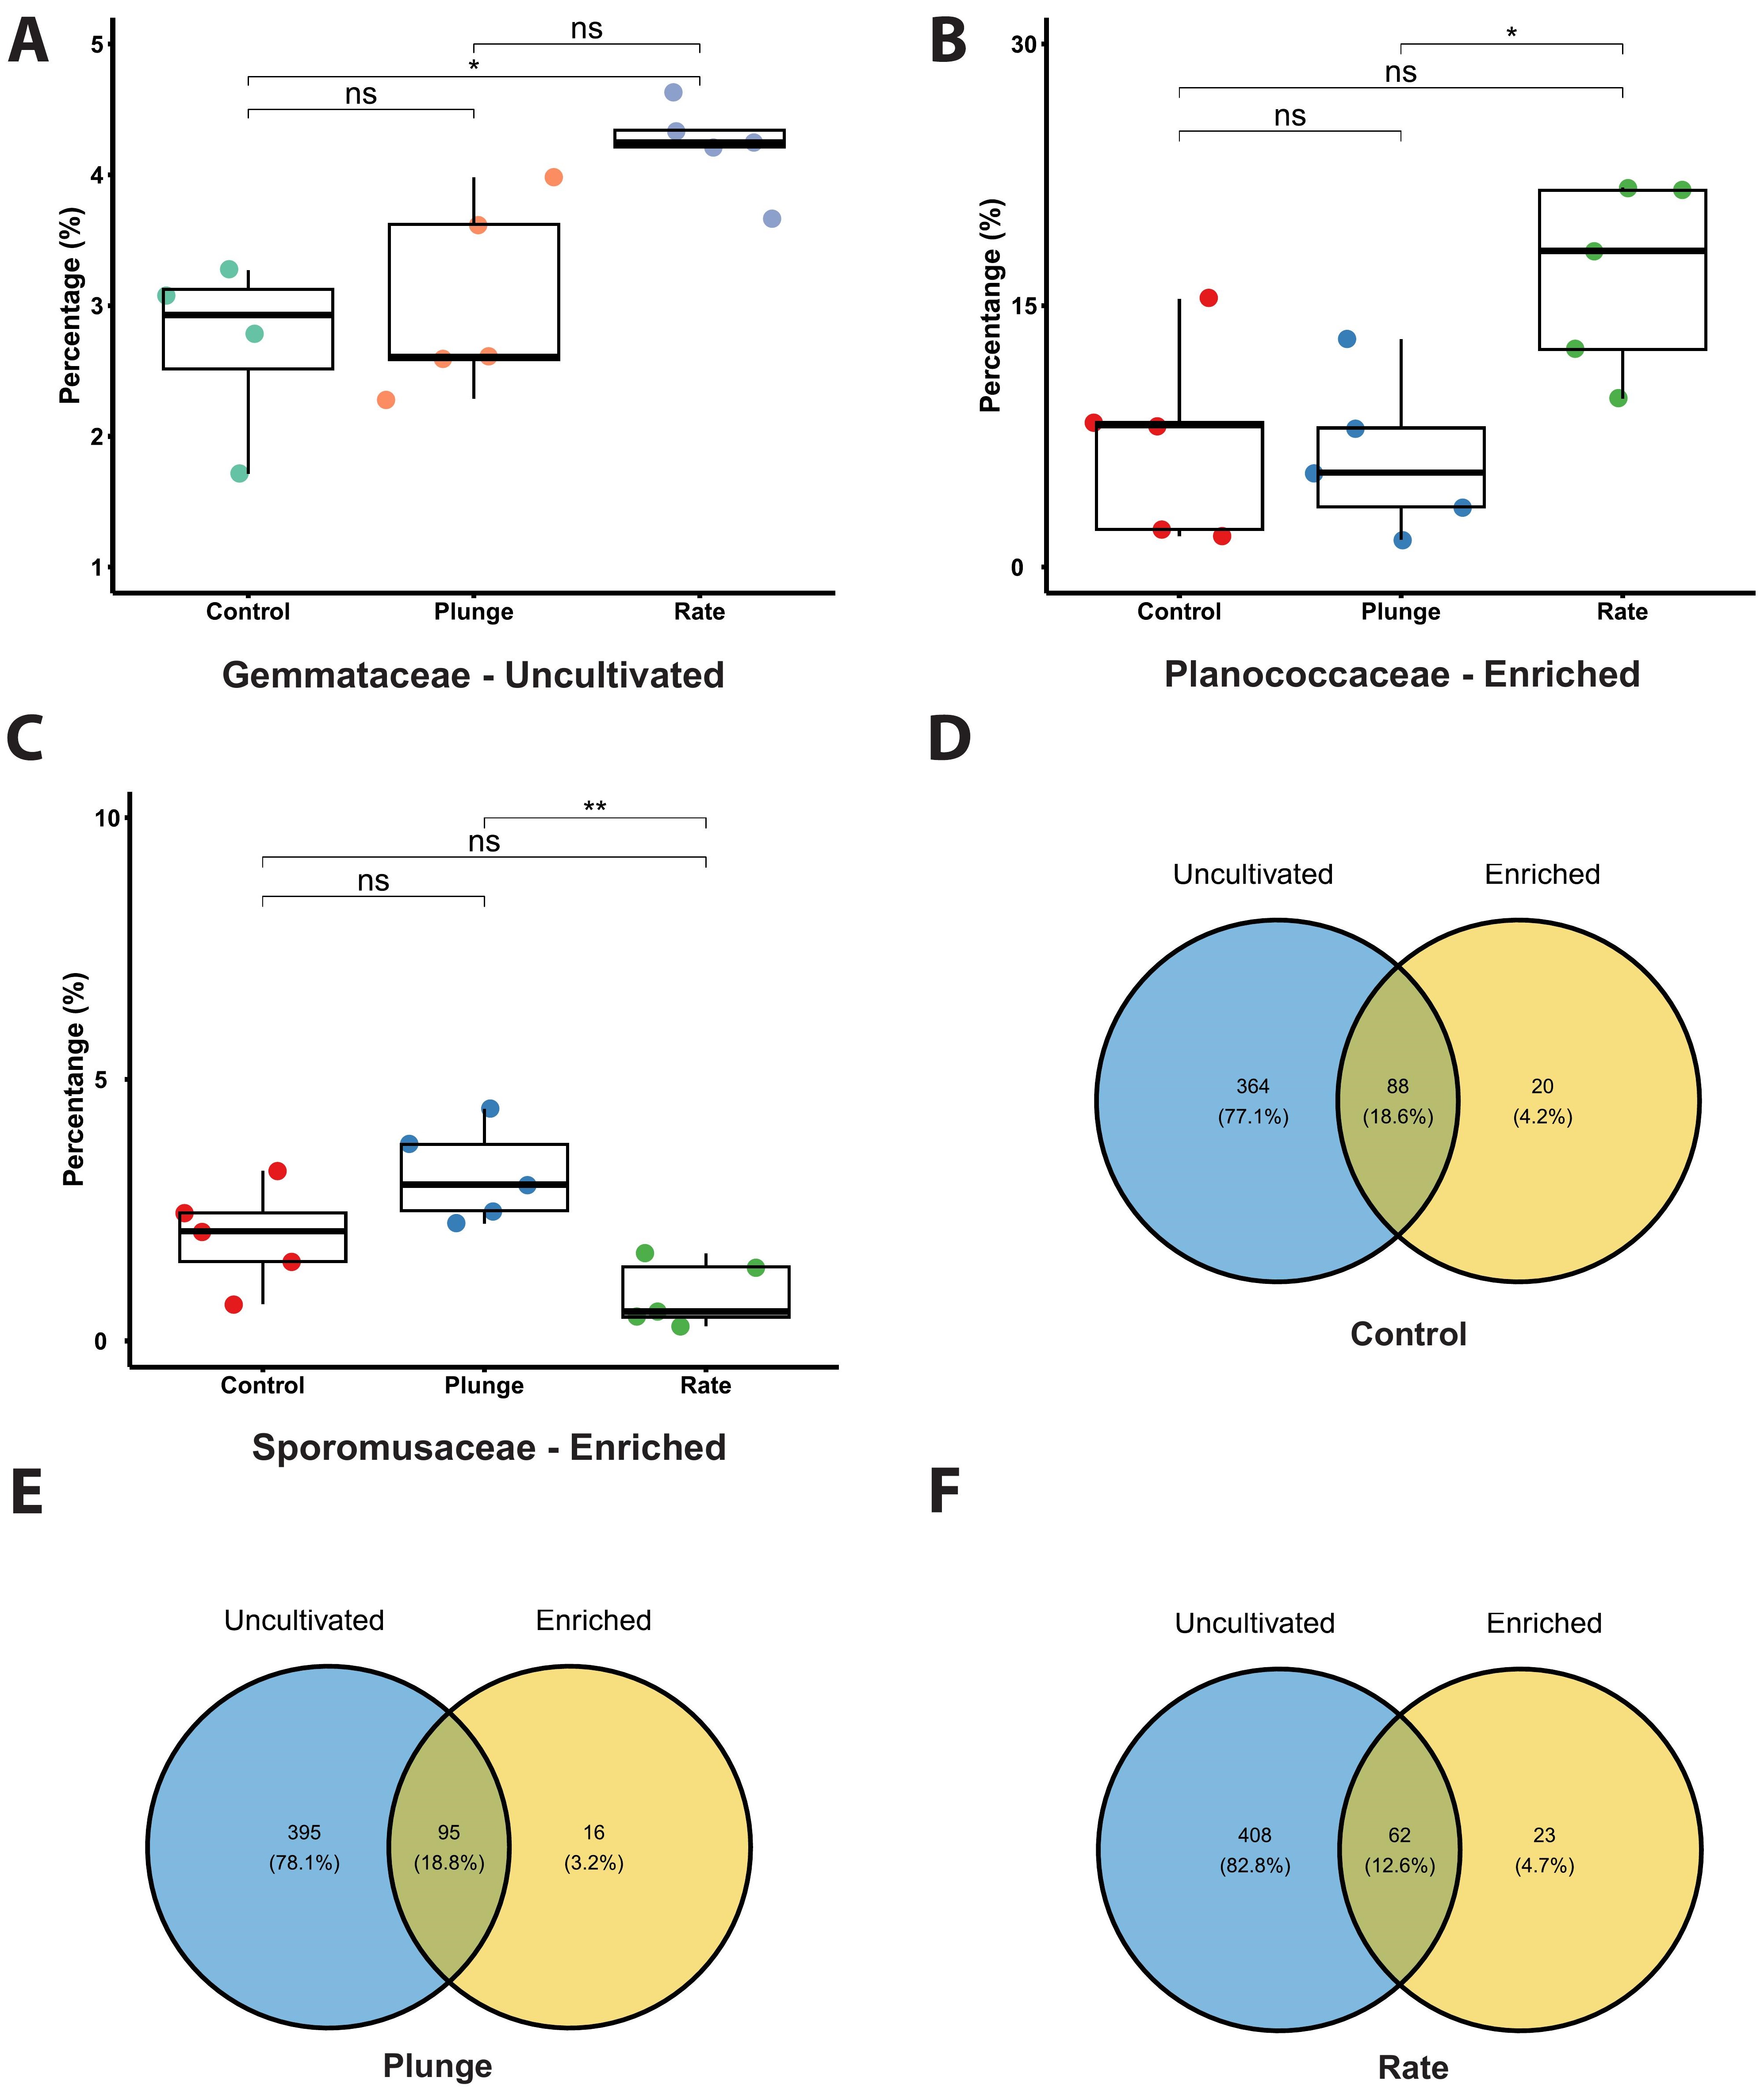 A
5
4
3
2
1
Percentage (%)
ns
*
ns
Control Plunge Rate
Gemmataceae - Uncultivated
B
30
15
0
Percentange (%)
*
ns
ns
Control Plunge Rate
Planococcaceae - Enriched
C
10
5
0
Percentange (%)
**
ns
ns
Control Plunge Rate
Sporomusaceae - Enriched
D
Uncultivated Enriched
364 88 20
(77.1%) (18.6%) (4.2%)
Control
E
Uncultivated Enriched
395 95 16
(78.1%) (18.8%) (3.2%)
Plunge
F
Uncultivated Enriched
408 62 23
(82.8%) (12.6%) (4.7%)
Rate